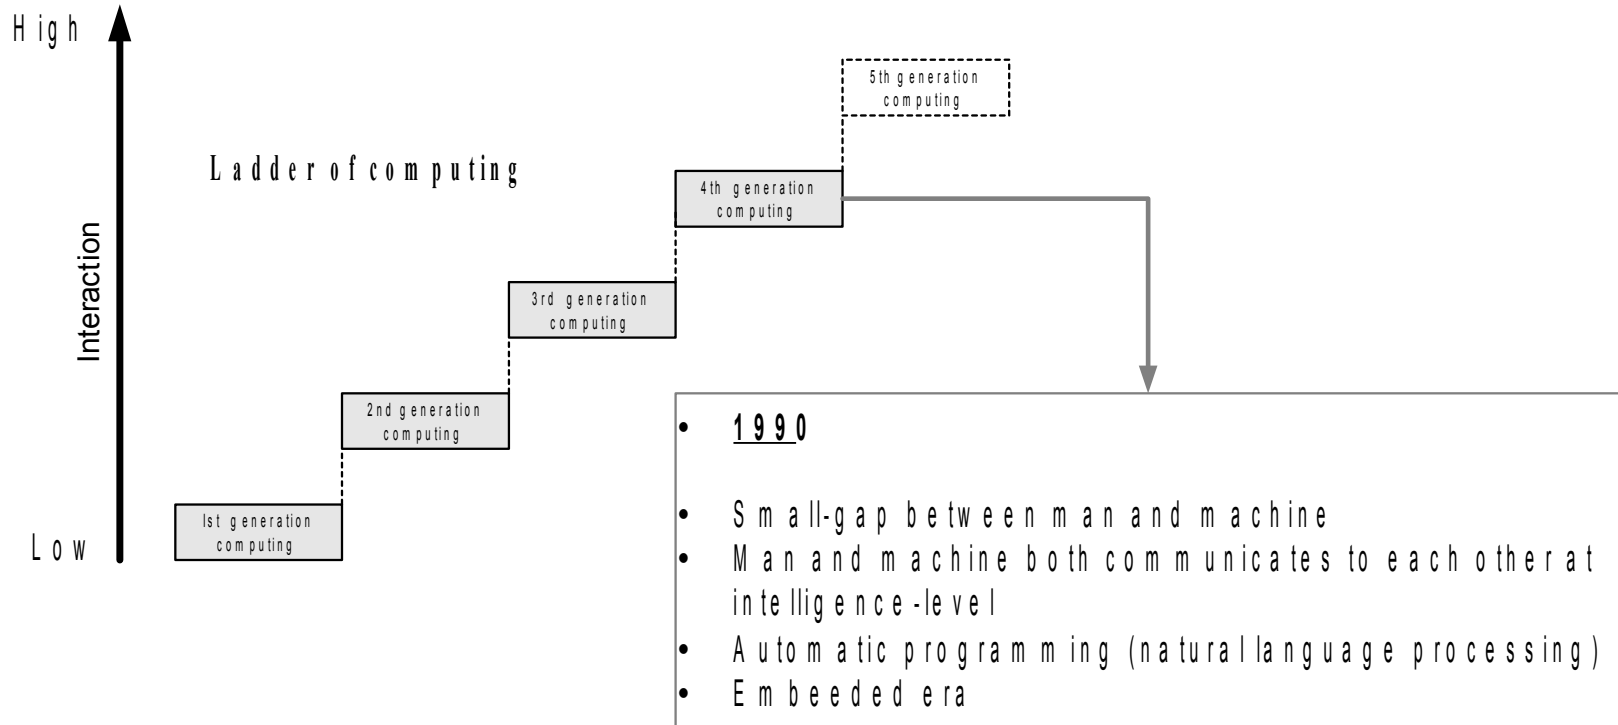 High
5th generation
computing
Ladder of computing
4th generation
computing
Interaction
3rd generation
computing
2nd generation
computing
• 1990
Ist generation
computing
Low
• Small-gap between man and machine
• Man and machine both communicates to each other at
intelligence-level
• Automatic programming (natural language processing)
• Embeeded era